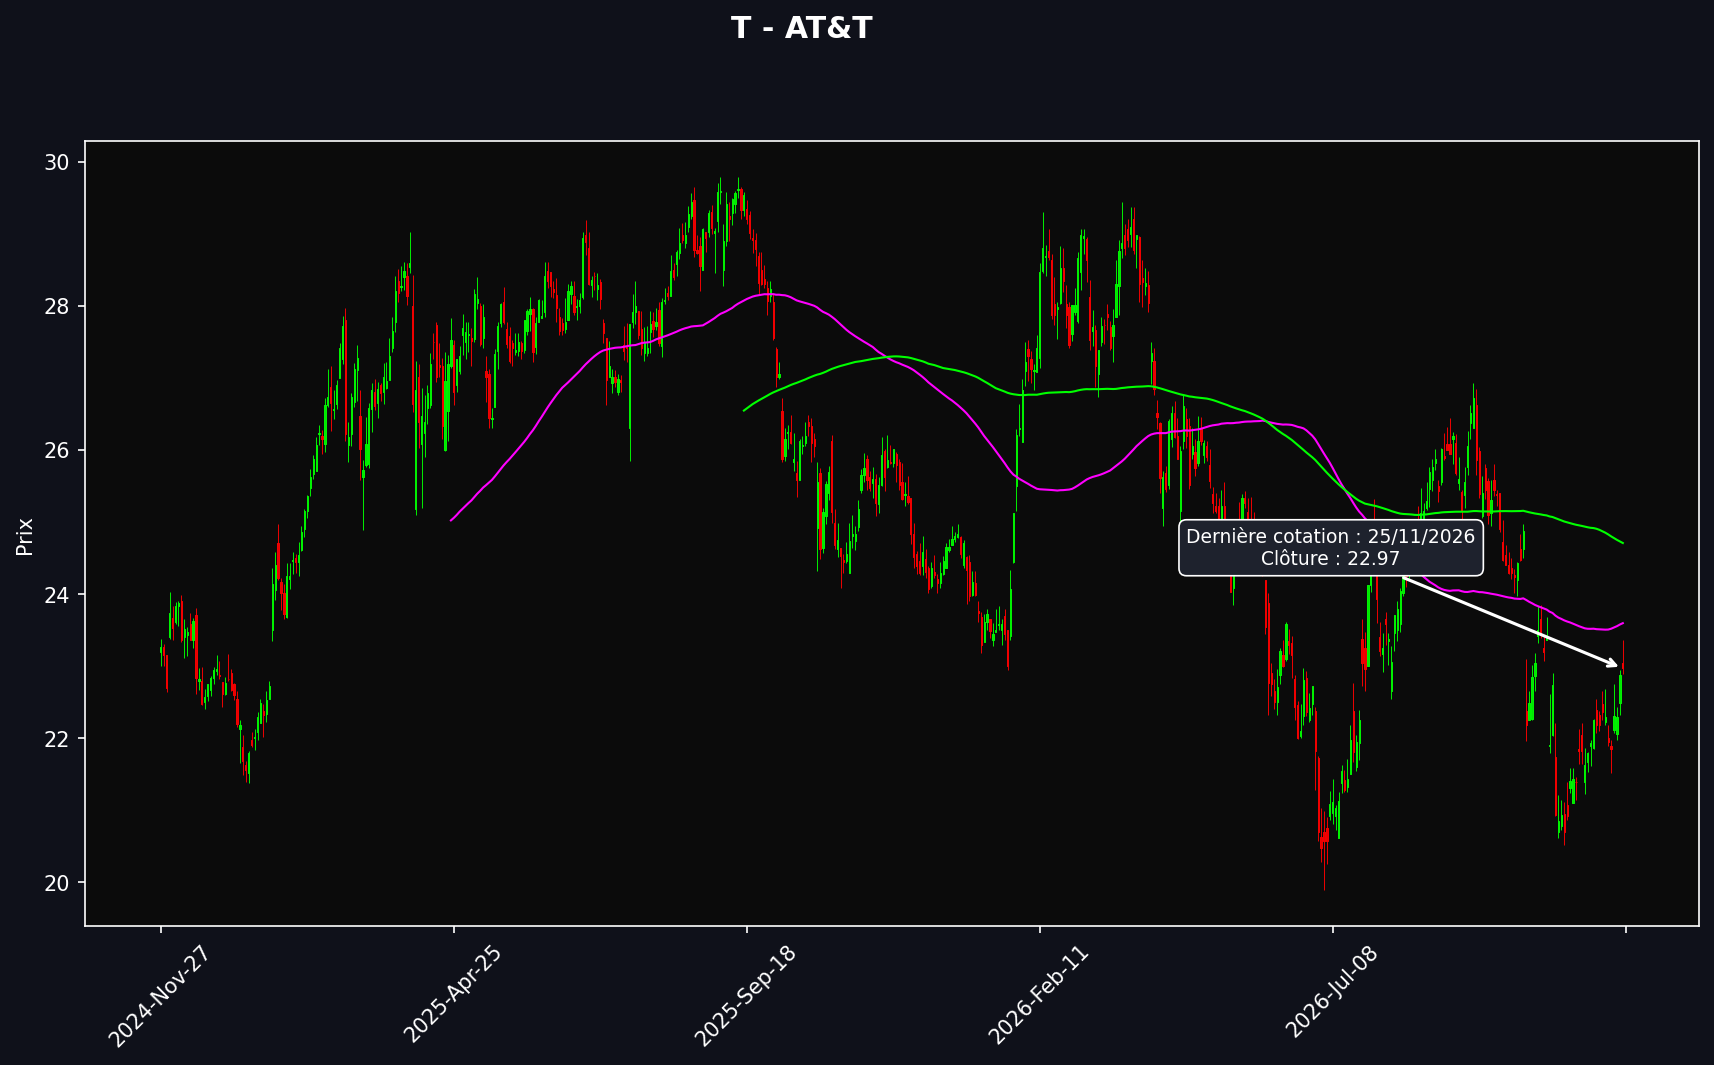 T - AT&T
30
28
26
24
22
20
Prix
Dernière cotation : 25/11/2026
Clôture : 22.97
2024-Nov-27
2025-Apr-25
2025-Sep-18
2026-Feb-11
2026-Jul-08